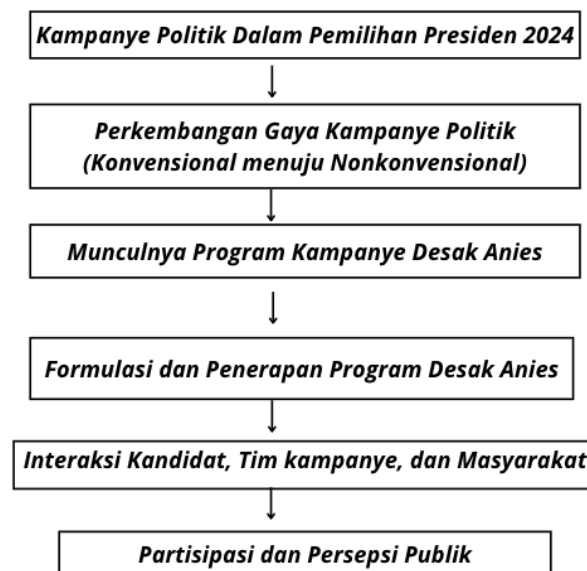 Kampanye Politik Dalam Pemilihan Presiden 2024
Perkembangan Gaya Kampanye Politik
(Konvensional menuju Nonkonvensional)
Munculnya Program Kampanye Desak Anies
Formulasi dan Penerapan Program Desak Anies
Interaksi Kandidat, Tim kampanye, dan Masyarakat
Partisipasi dan Persepsi Publik